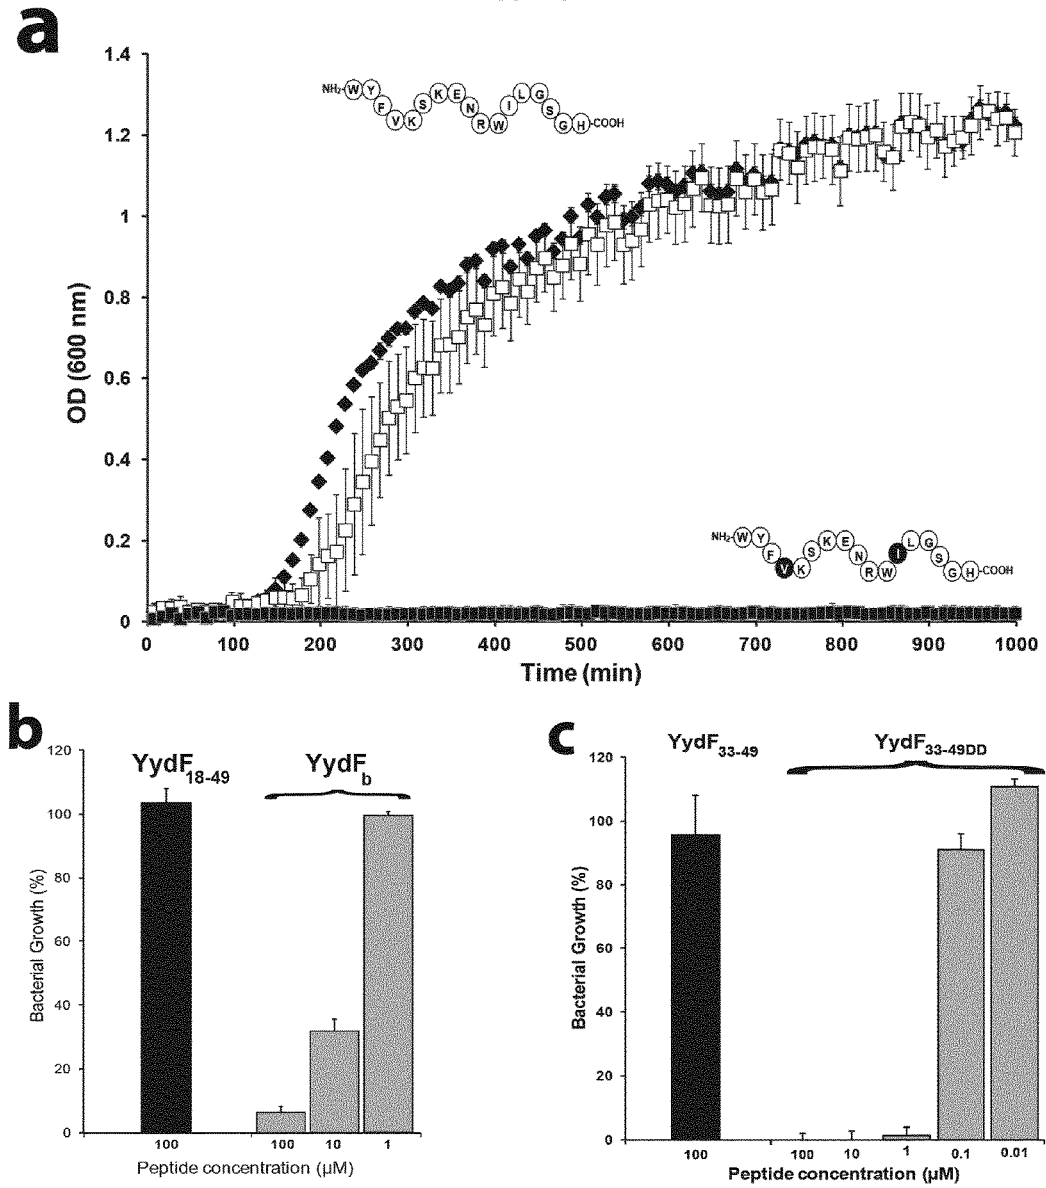 a
1.4
1.2
1
0.8
0.6
0.4
0.2
0
OD (600 nm)
NH₂-WYFVKSKENRWILGSGH-COOH
NH₂-WYFVKSKENRWILGSGH-COOH
0 100 200 300 400 500 600 700 800 900 1000
Time (min)
b
120
100
80
60
40
20
0
Bacterial Growth (%)
YydF18-49
YydFb
100 100 10 1
Peptide concentration (µM)
c
120
100
80
60
40
20
0
Bacterial Growth (%)
YydF33-49
YydF33-49DD
100 100 10 1 0.1 0.01
Peptide concentration (µM)